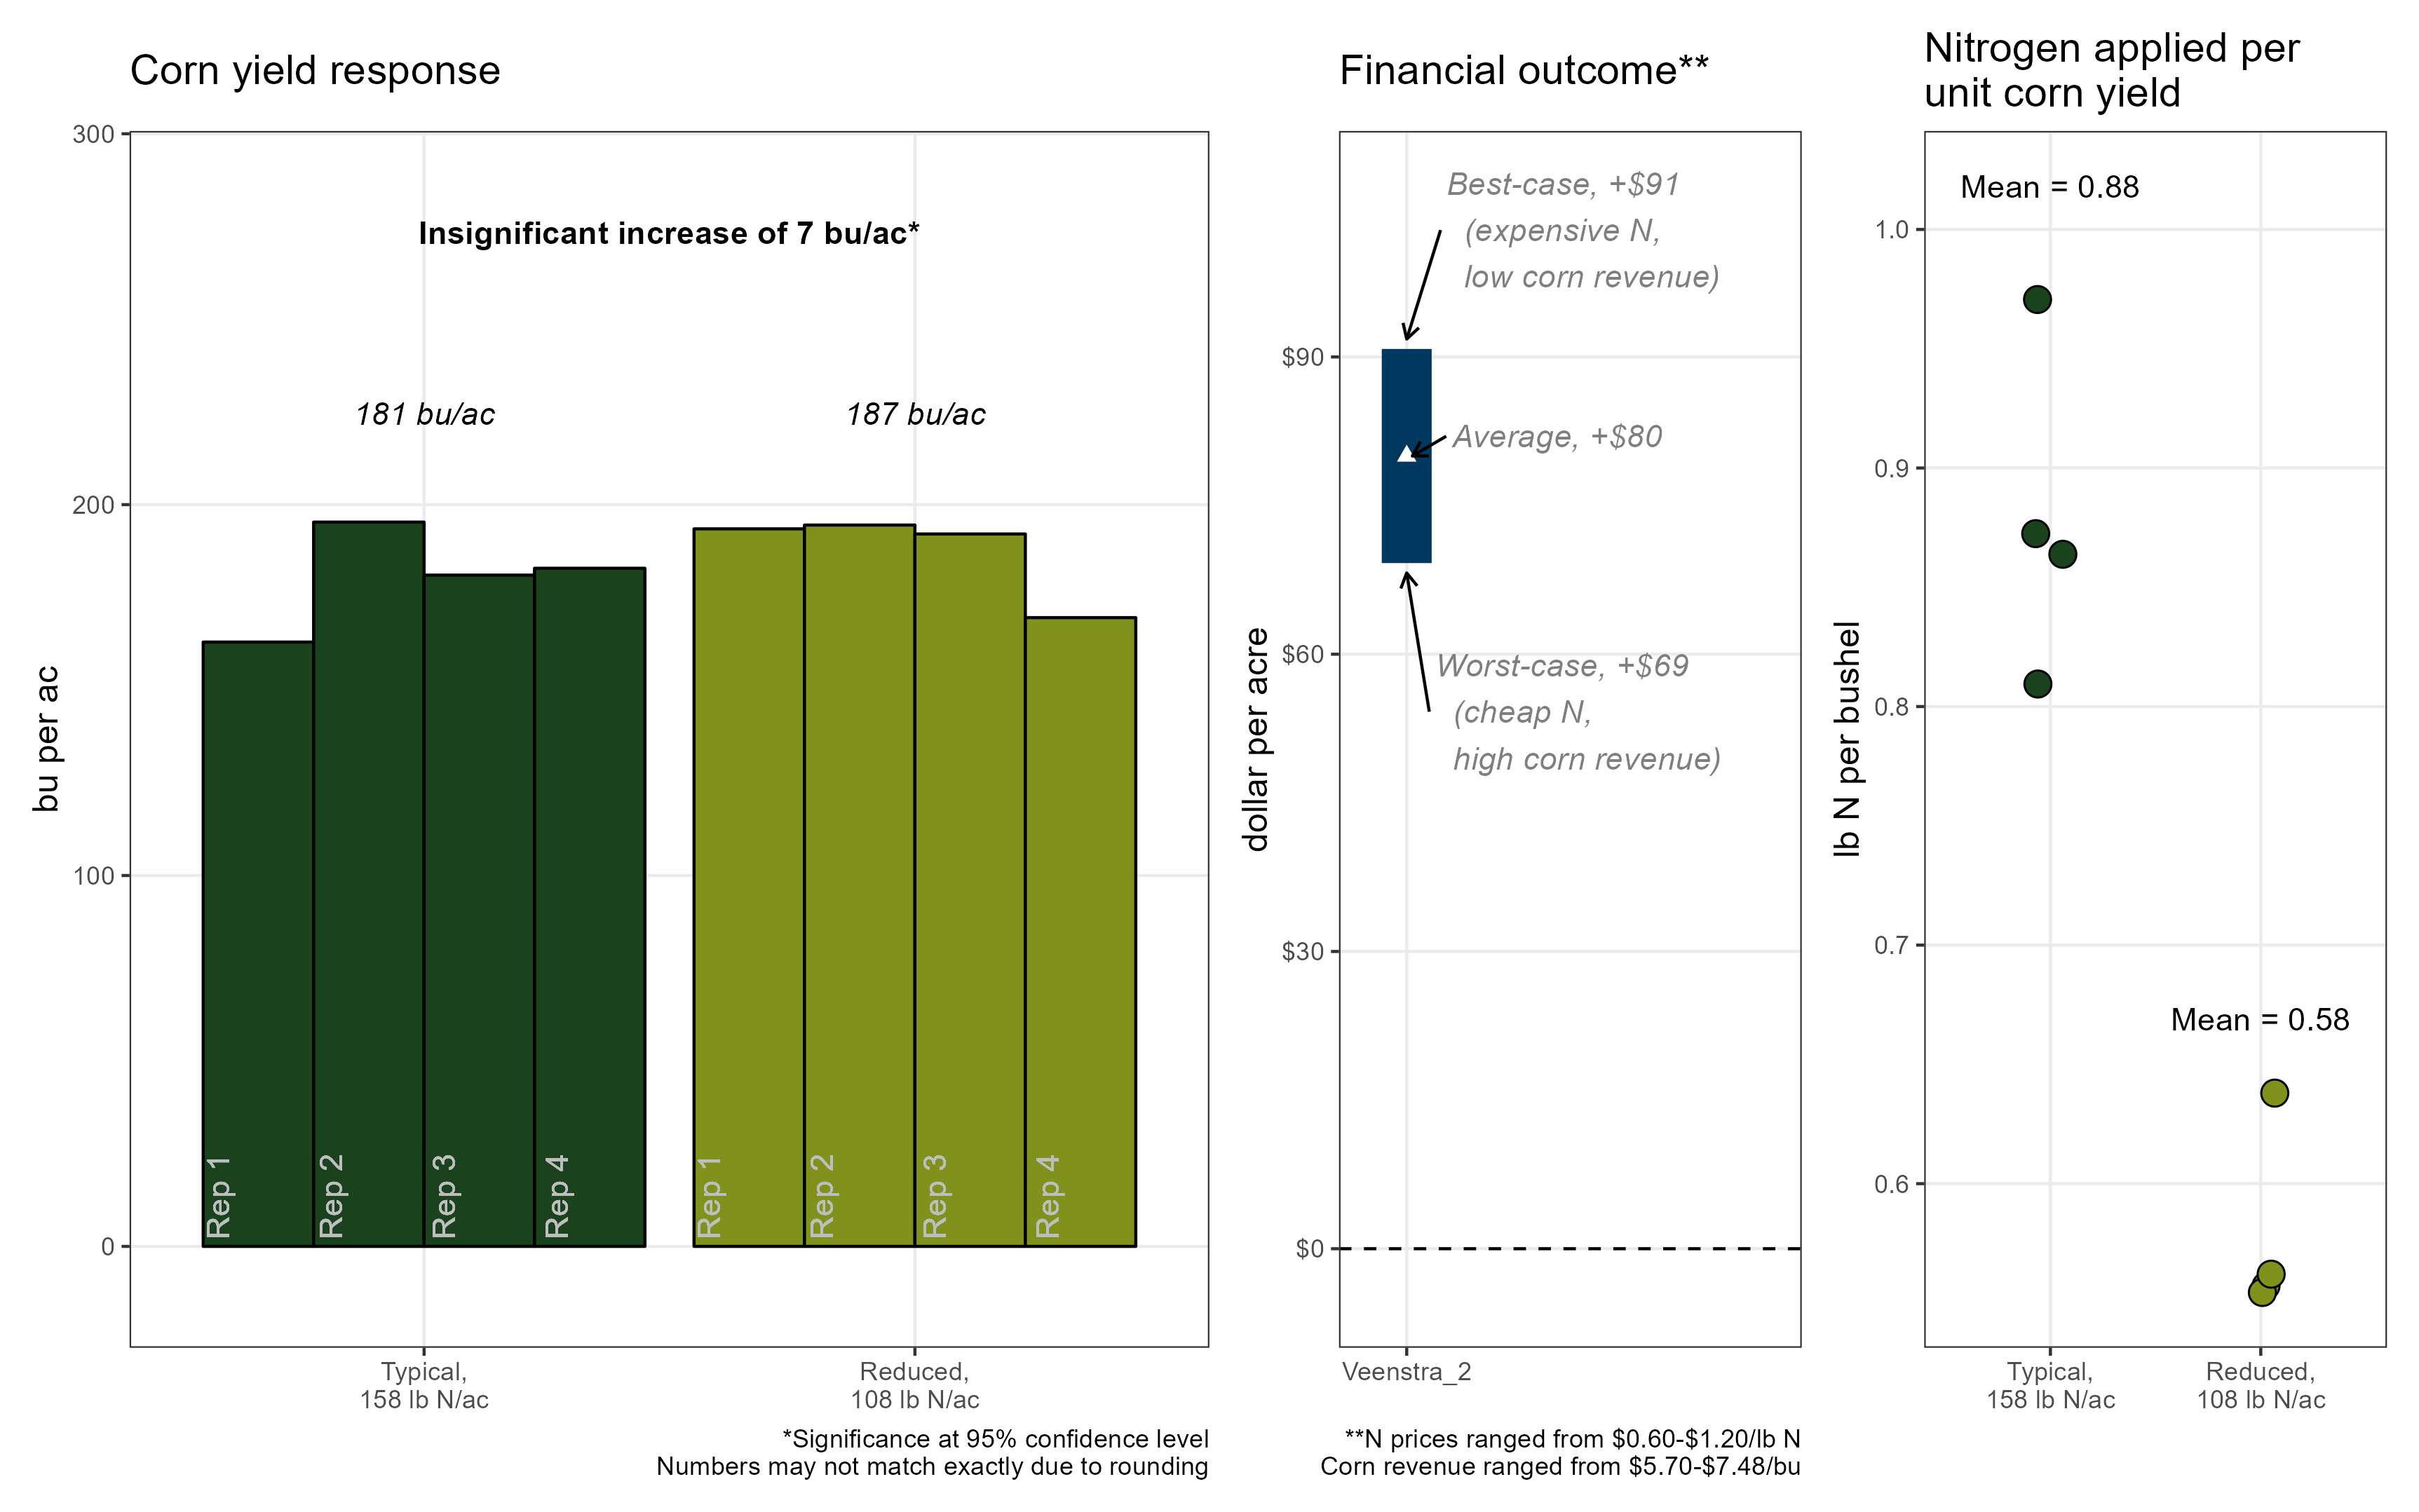 Corn yield response
300
200
100
0
bu per ac
Insignificant increase of 7 bu/ac*
181 bu/ac
187 bu/ac
Rep 1
Rep 2
Rep 3
Rep 4
Rep 1
Rep 2
Rep 3
Rep 4
Typical,
158 lb N/ac
Reduced,
108 lb N/ac
*Significance at 95% confidence level
Numbers may not match exactly due to rounding
Financial outcome**
$90
$60
$30
$0
dollar per acre
Best-case, +$91
(expensive N,
low corn revenue)
Average, +$80
Worst-case, +$69
(cheap N,
high corn revenue)
Veenstra_2
**N prices ranged from $0.60-$1.20/lb N
Corn revenue ranged from $5.70-$7.48/bu
Nitrogen applied per
unit corn yield
1.0
0.9
0.8
0.7
0.6
lb N per bushel
Mean = 0.88
Mean = 0.58
Typical,
158 lb N/ac
Reduced,
108 lb N/ac